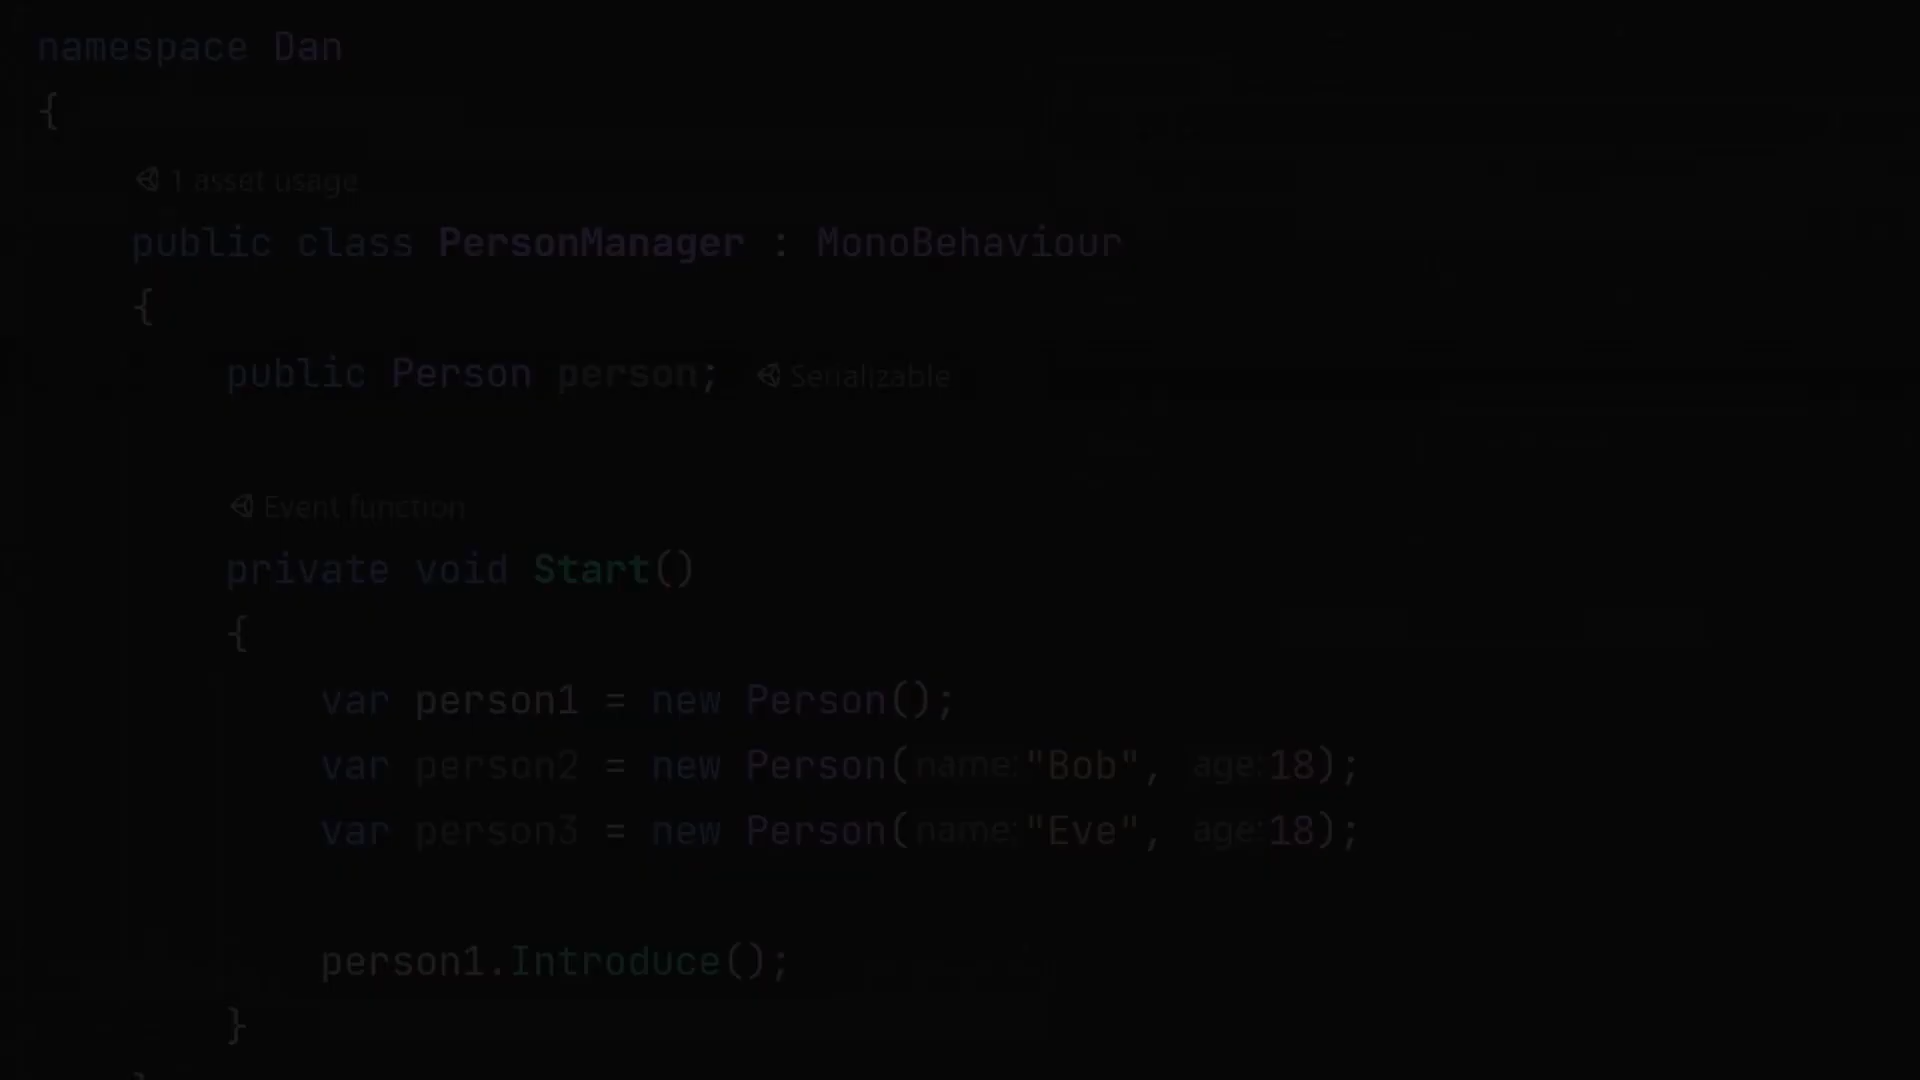 namespace Dan
{
1 asset usage
public class PersonManager : MonoBehaviour
{
public Person person; Serializable
Event function
private void Start()
{
var person1 = new Person();
var person2 = new Person(name:"Bob", age:18);
var person3 = new Person(name:"Eve", age:18);
person1.Introduce();
}
}